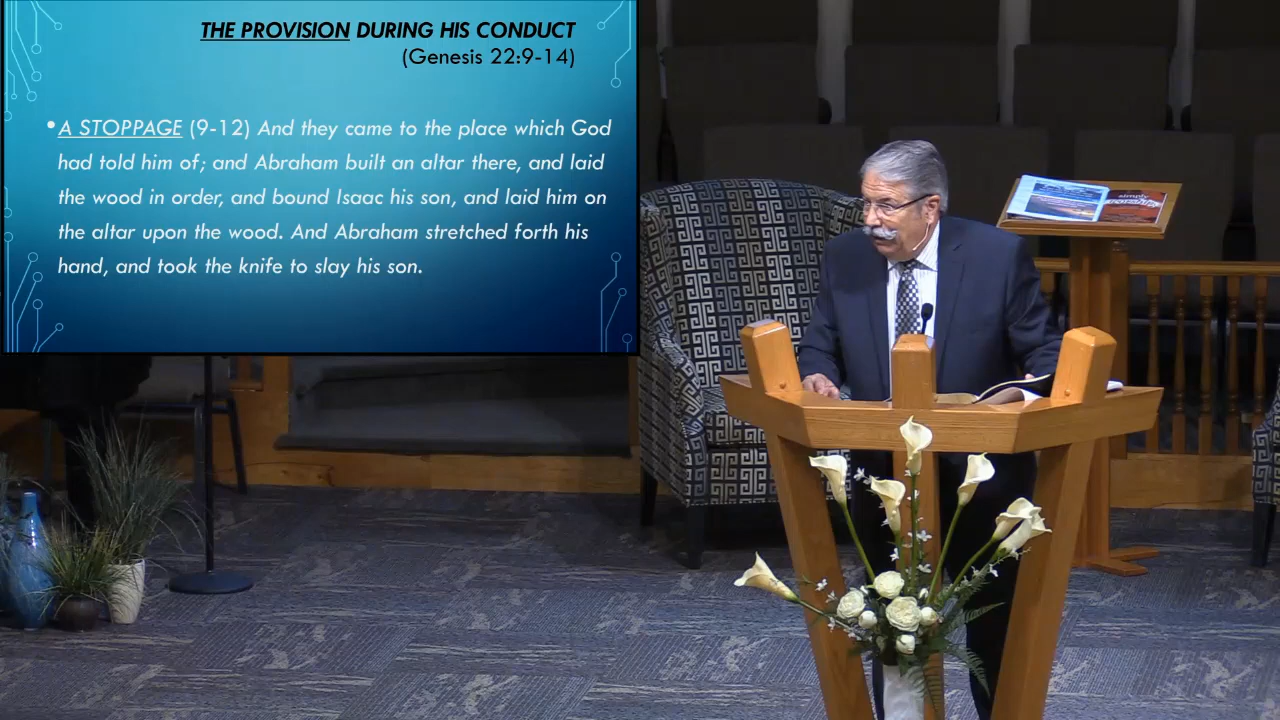 THE PROVISION DURING HIS CONDUCT
(Genesis 22:9-14)
•A STOPPAGE (9-12) And they came to the place which God
had told him of; and Abraham built an altar there, and laid
the wood in order, and bound Isaac his son, and laid him on
the altar upon the wood. And Abraham stretched forth his
hand, and took the knife to slay his son.
simply